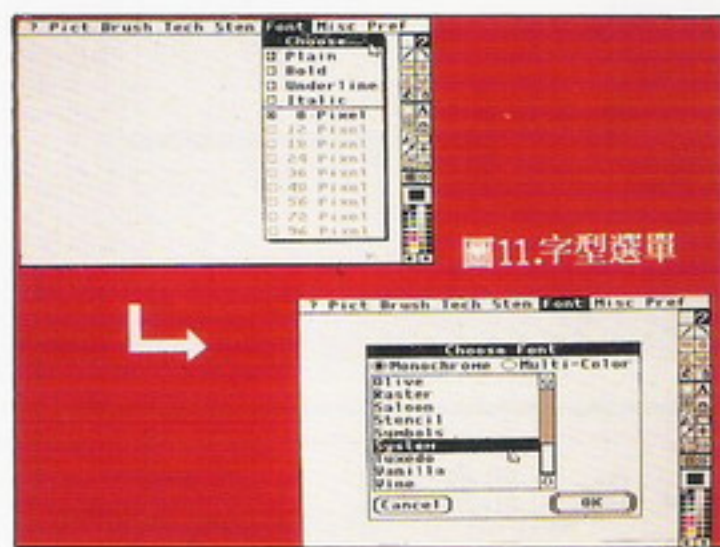 ? Pict Brush Tech Sten Font Misc Pref
Choose...
Plain
Bold
Underline
Italic
8 Pixel
12 Pixel
18 Pixel
24 Pixel
36 Pixel
48 Pixel
56 Pixel
72 Pixel
96 Pixel
圖11.字型選單
? Pict Brush Tech Sten Font Misc Pref
Choose Font
Monochrome Multi-Color
Olive
Raster
Saloon
Stencil
Symbols
System
Tuxedo
Vanilla
Vine
Cancel OK